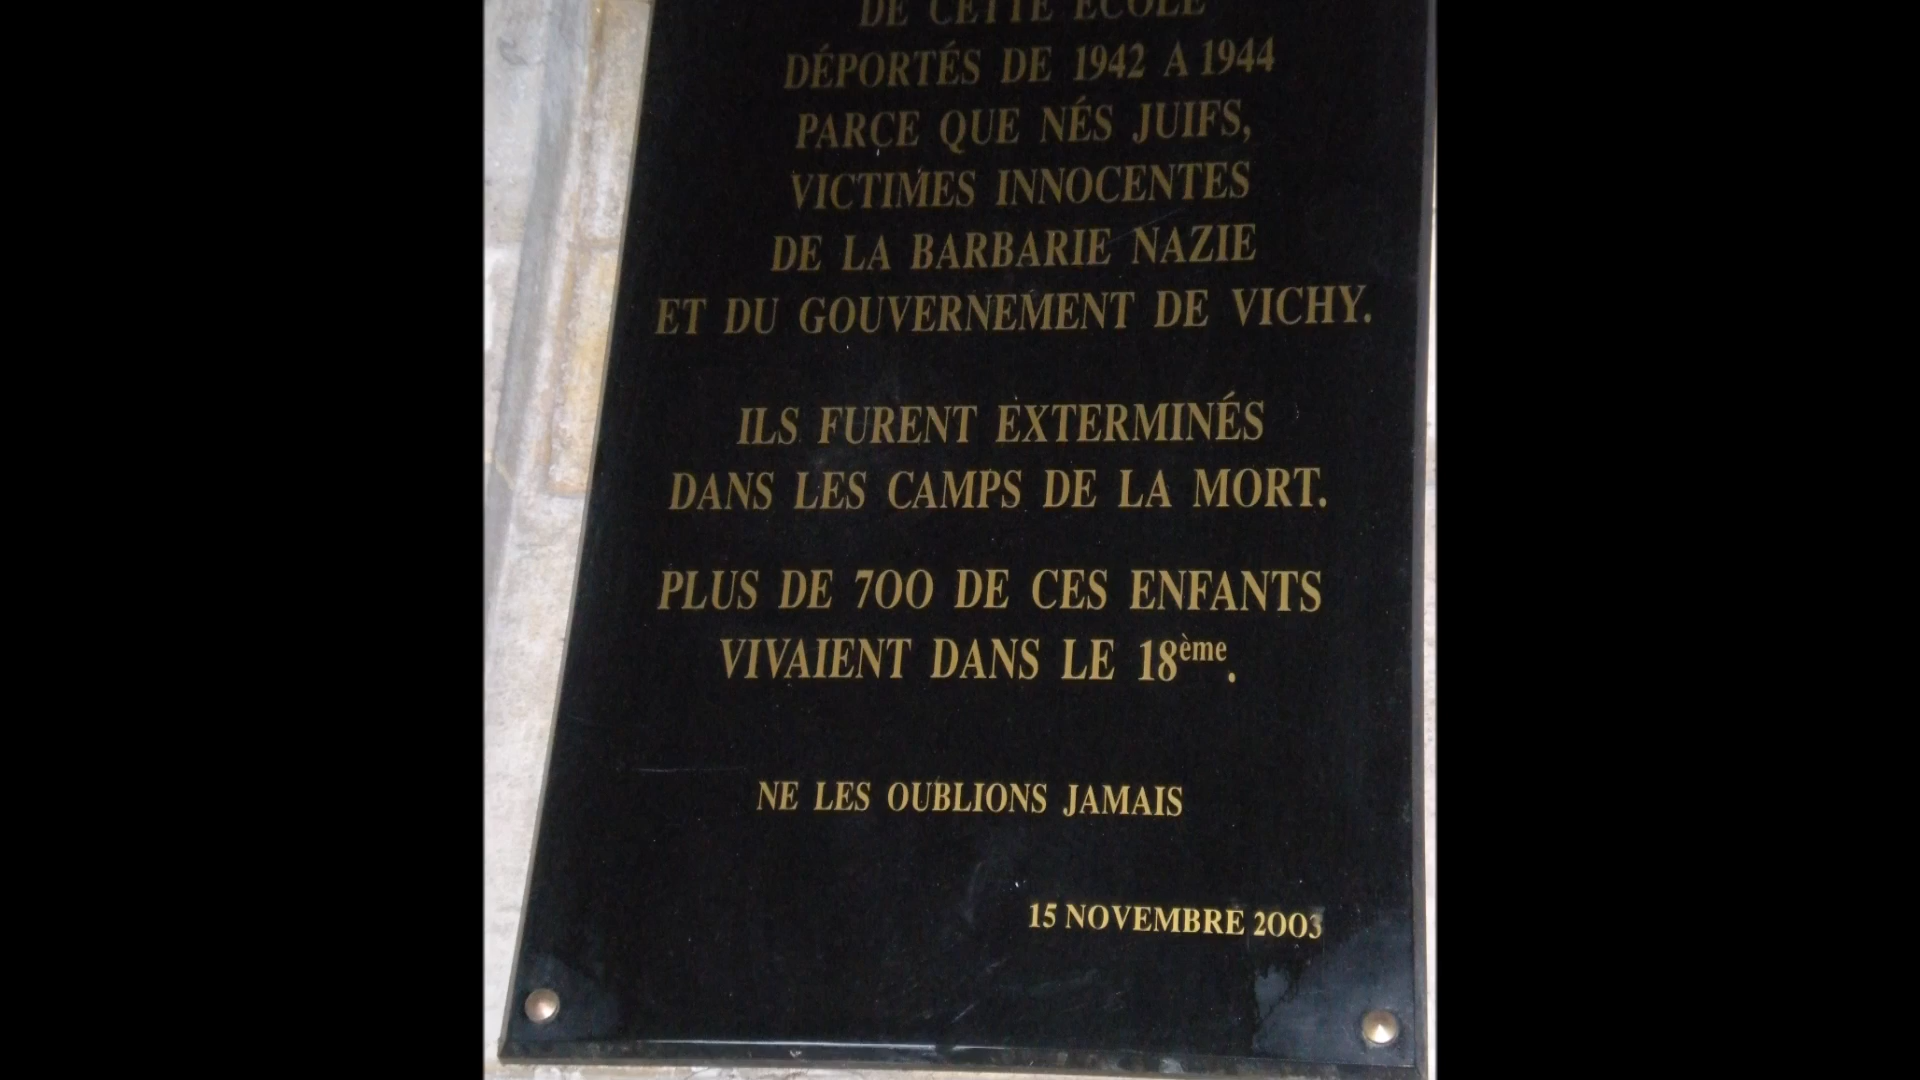 DE CETTE ECOLE
DÉPORTÉS DE 1942 A 1944
PARCE QUE NÉS JUIFS,
VICTIMES INNOCENTES
DE LA BARBARIE NAZIE
ET DU GOUVERNEMENT DE VICHY.
ILS FURENT EXTERMINÉS
DANS LES CAMPS DE LA MORT.
PLUS DE 700 DE CES ENFANTS
VIVAIENT DANS LE 18ème.
NE LES OUBLIONS JAMAIS
15 NOVEMBRE 2003